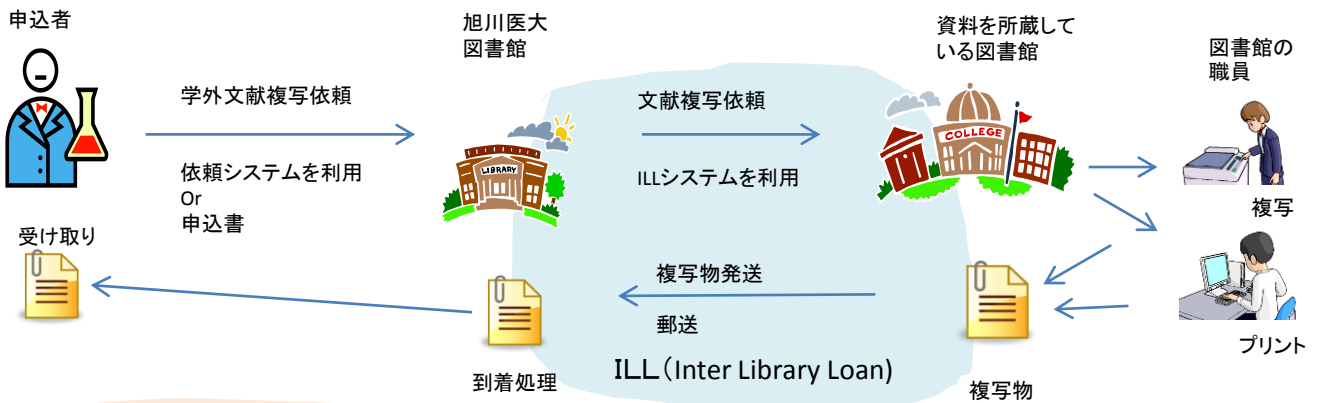 申込者
旭川医大
図書館
資料を所蔵して
いる図書館
図書館の
職員
学外文献複写依頼
文献複写依頼
LIBRARY
COLLEGE
依頼システムを利用
Or
申込書
ILLシステムを利用
複写
受け取り
複写物発送
郵送
プリント
到着処理
ILL（Inter Library Loan)
複写物